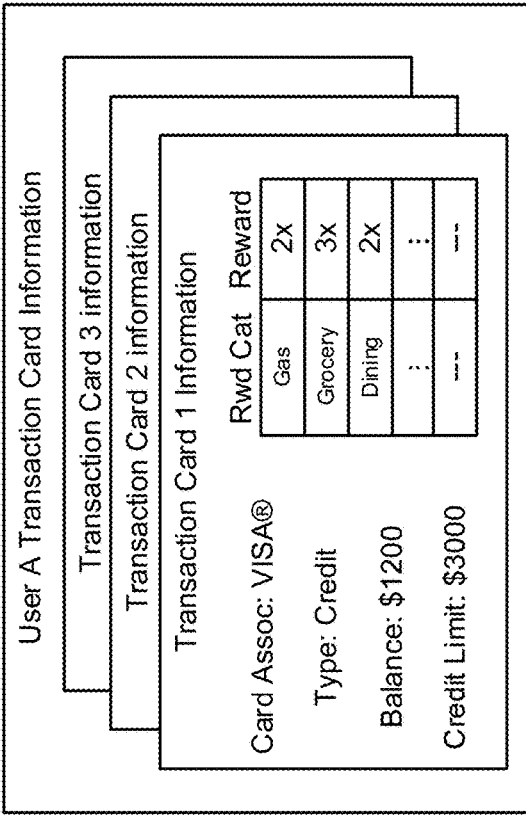 User A Transaction Card Information
Transaction Card 3 information
Transaction Card 2 information
Transaction Card 1 Information
Card Assoc: VISA®
Type: Credit
Balance: $1200
Credit Limit: $3000
Rwd Cat Reward
Gas 2x
Grocery 3x
Dining 2x
⋮ ⋮
--- ---